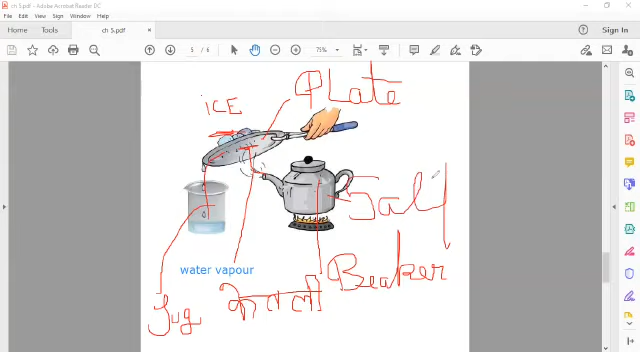 ch 5.pdf - Adobe Acrobat Reader DC
File Edit View Sign Window Help
Home Tools ch 5.pdf Sign In
5 / 6 75%
PLate
ICE
water vapour
Beaker
केतली
Jug